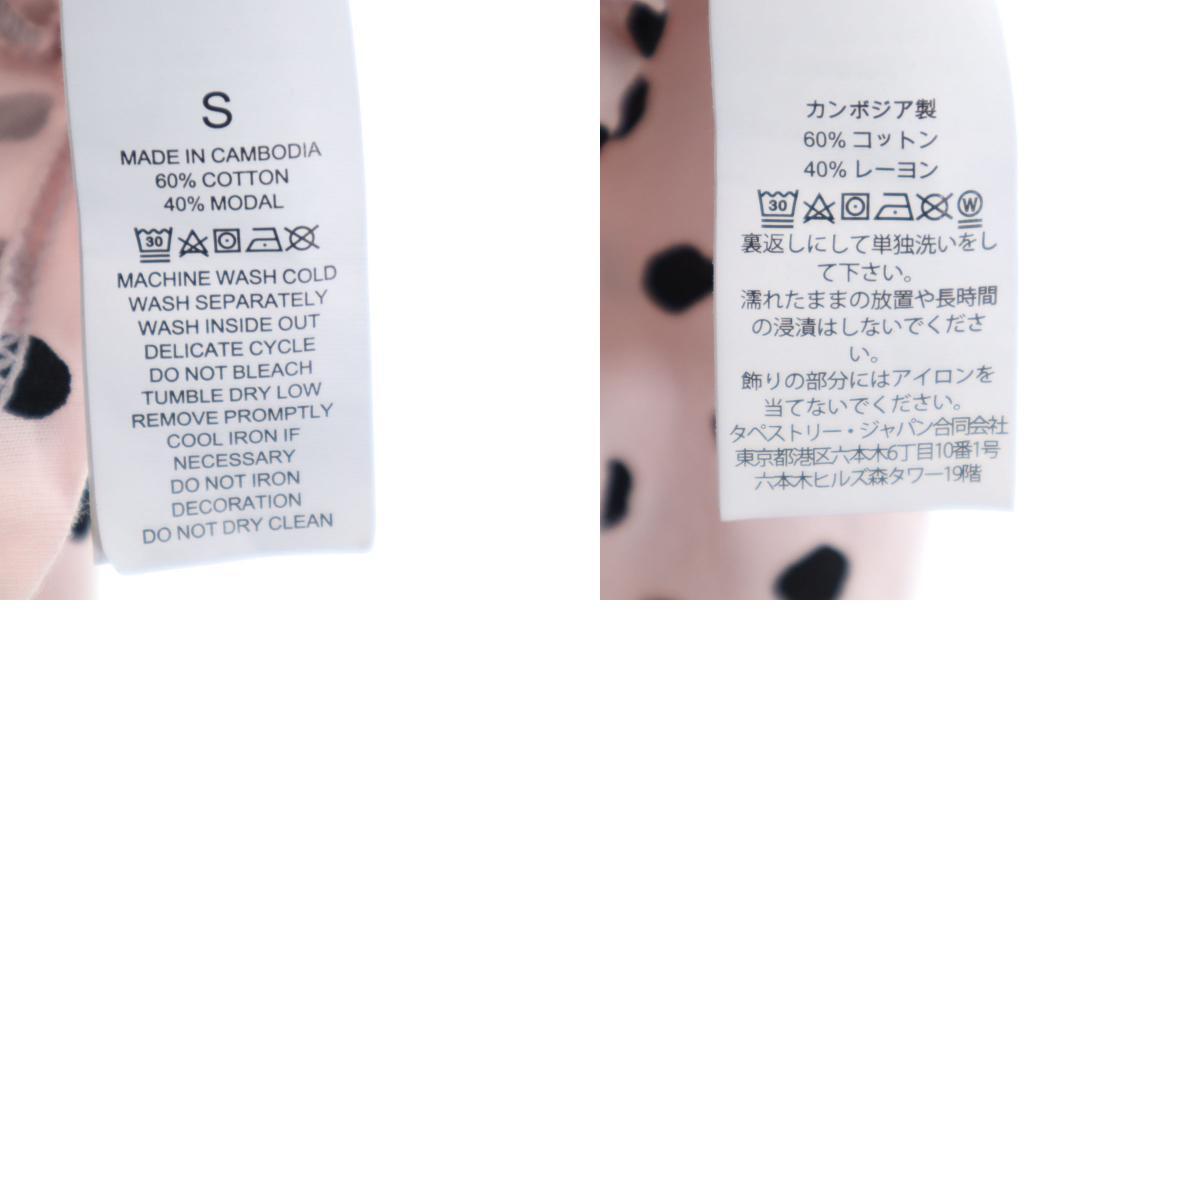 S
MADE IN CAMBODIA
60% COTTON
40% MODAL
30
MACHINE WASH COLD
WASH SEPARATELY
WASH INSIDE OUT
DELICATE CYCLE
DO NOT BLEACH
TUMBLE DRY LOW
REMOVE PROMPTLY
COOL IRON IF
NECESSARY
DO NOT IRON
DECORATION
DO NOT DRY CLEAN
カンボジア製
60% コットン
40% レーヨン
30 W
裏返しにして単独洗いをし
て下さい。
濡れたままの放置や長時間
の浸漬はしないでくださ
い。
飾りの部分にはアイロンを
当てないでください。
タペストリー・ジャパン合同会社
東京都港区六本木6丁目10番1号
六本木ヒルズ森タワー19階